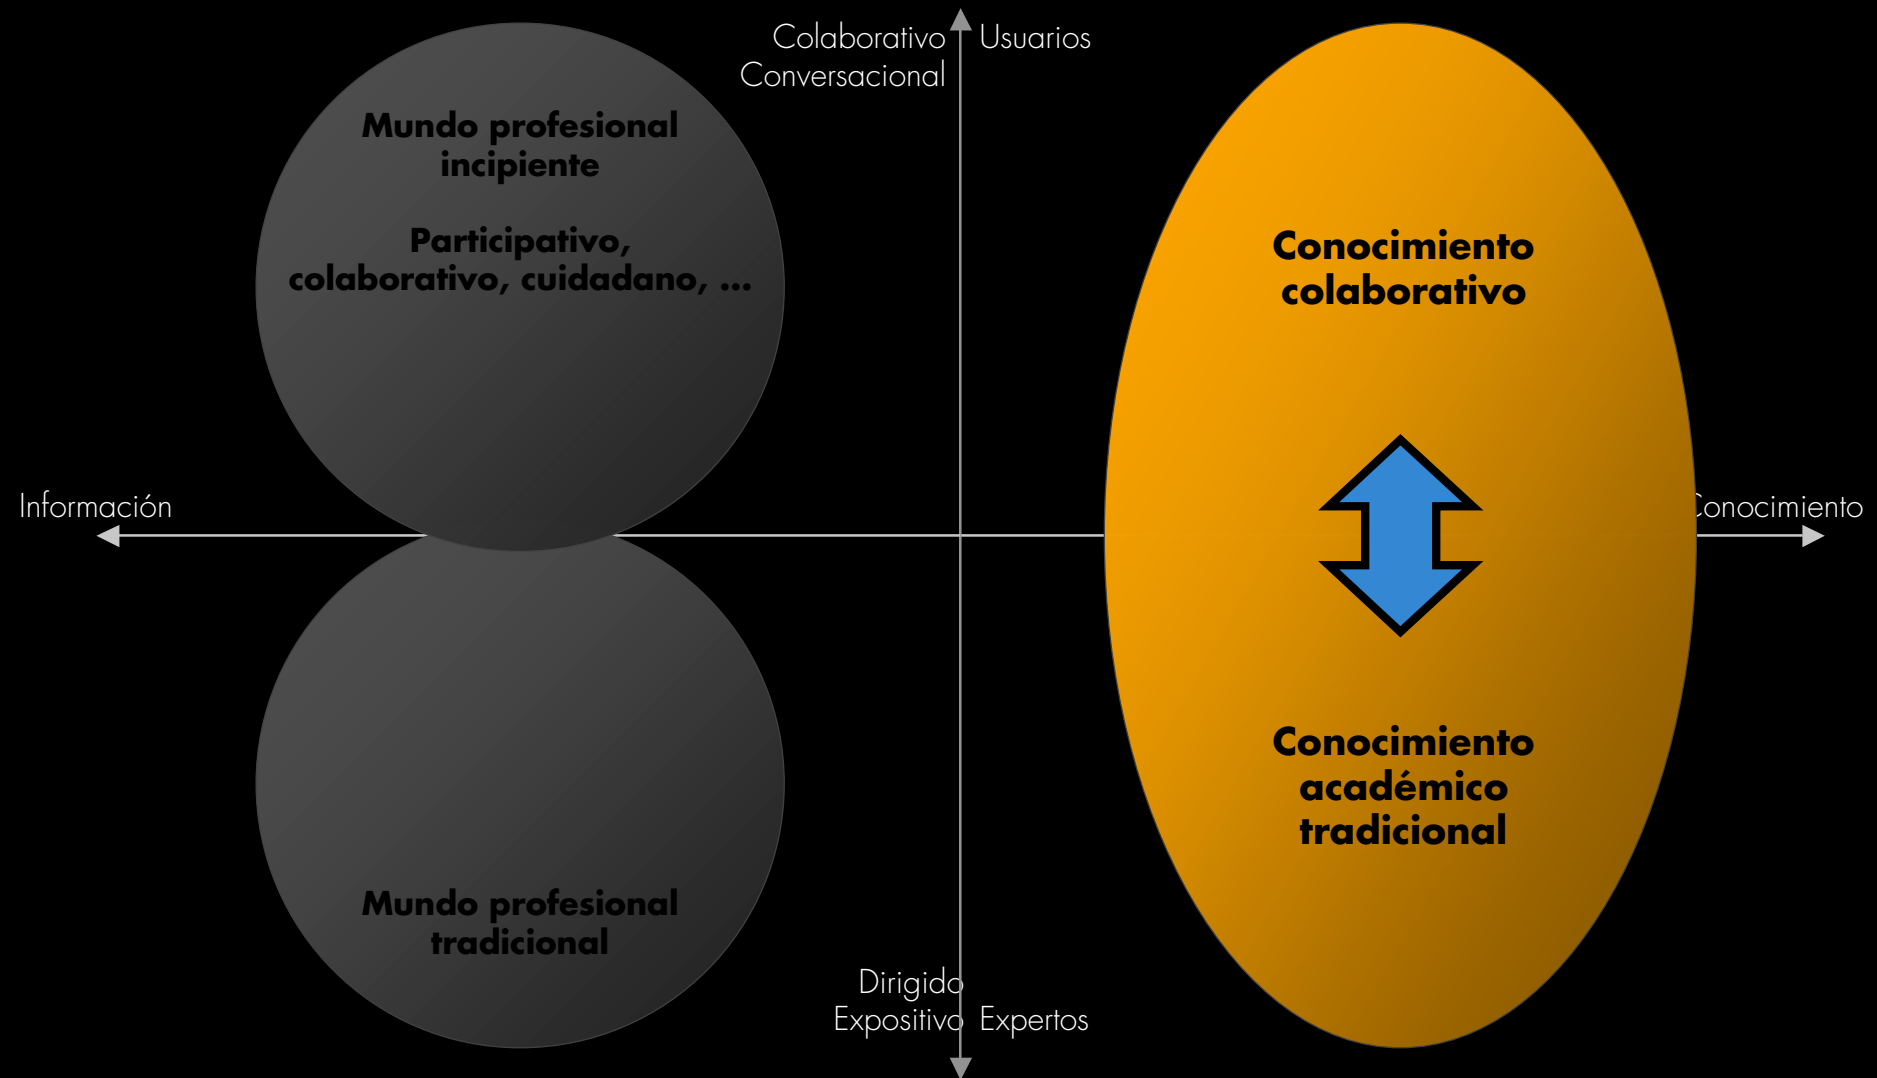 Colaborativo
Conversacional
Usuarios
Mundo profesional
incipiente
Participativo,
colaborativo, cuidadano, ...
Conocimiento
colaborativo
Información
Conocimiento
Conocimiento
académico
tradicional
Mundo profesional
tradicional
Dirigido
Expositivo
Expertos